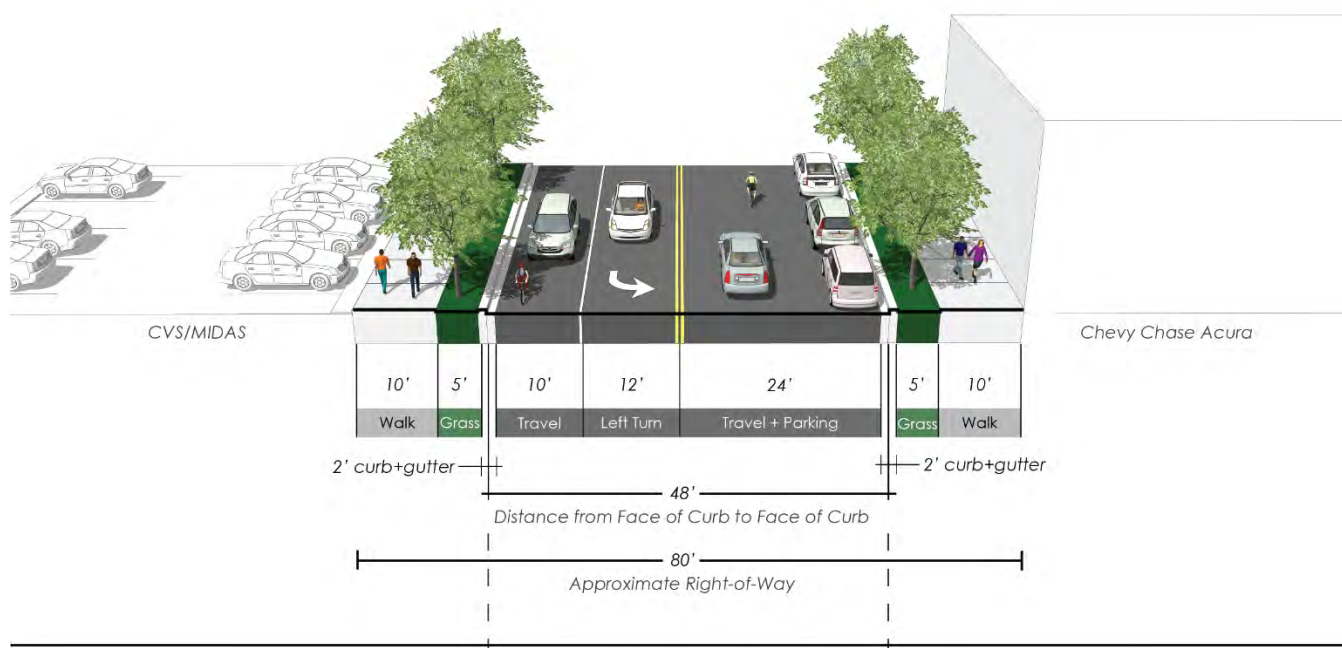 CVS/MIDAS
Chevy Chase Acura
10’ 5’ 10’ 12’ 24’ 5’ 10’
Walk Grass Travel Left Turn Travel + Parking Grass Walk
2’ curb+gutter 2’ curb+gutter
48’
Distance from Face of Curb to Face of Curb
80’
Approximate Right-of-Way